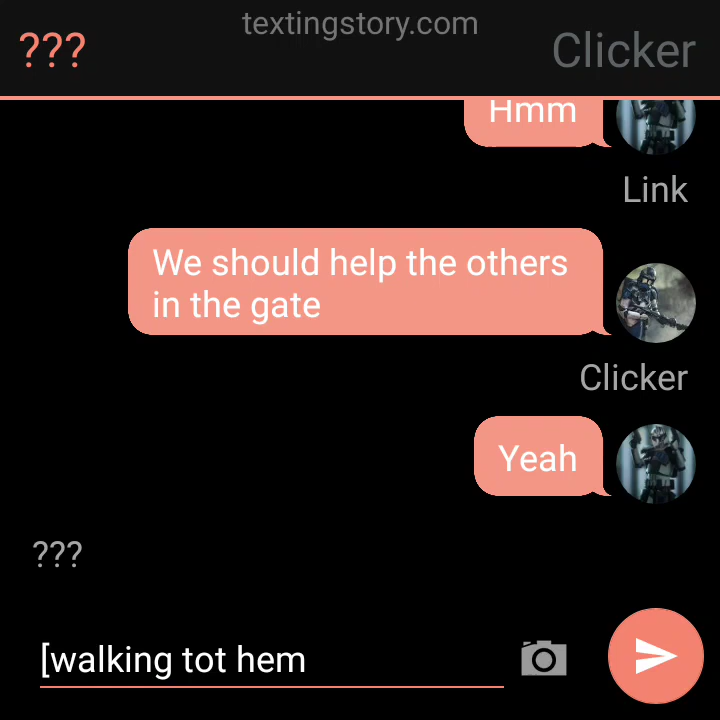 textingstory.com
???
Clicker
Hmm
Link
We should help the others
in the gate
Clicker
Yeah
???
[walking tot hem